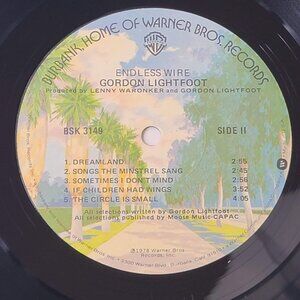 BURBANK, HOME OF WARNER BROS. RECORDS
ENDLESS WIRE
GORDON LIGHTFOOT
Produced by LENNY WARONKER and GORDON LIGHTFOOT
BSK 3149
SIDE II
1. DREAMLAND 2:55
2. SONGS THE MINSTREL SANG 2:45
3. SOMETIMES I DON'T MIND 2:56
4. IF CHILDREN HAD WINGS 3:52
5. THE CIRCLE IS SMALL 4:05
All selections written by Gordon Lightfoot
All selections published by Moose Music-CAPAC
℗1978 Warner Bros.
Records Inc.